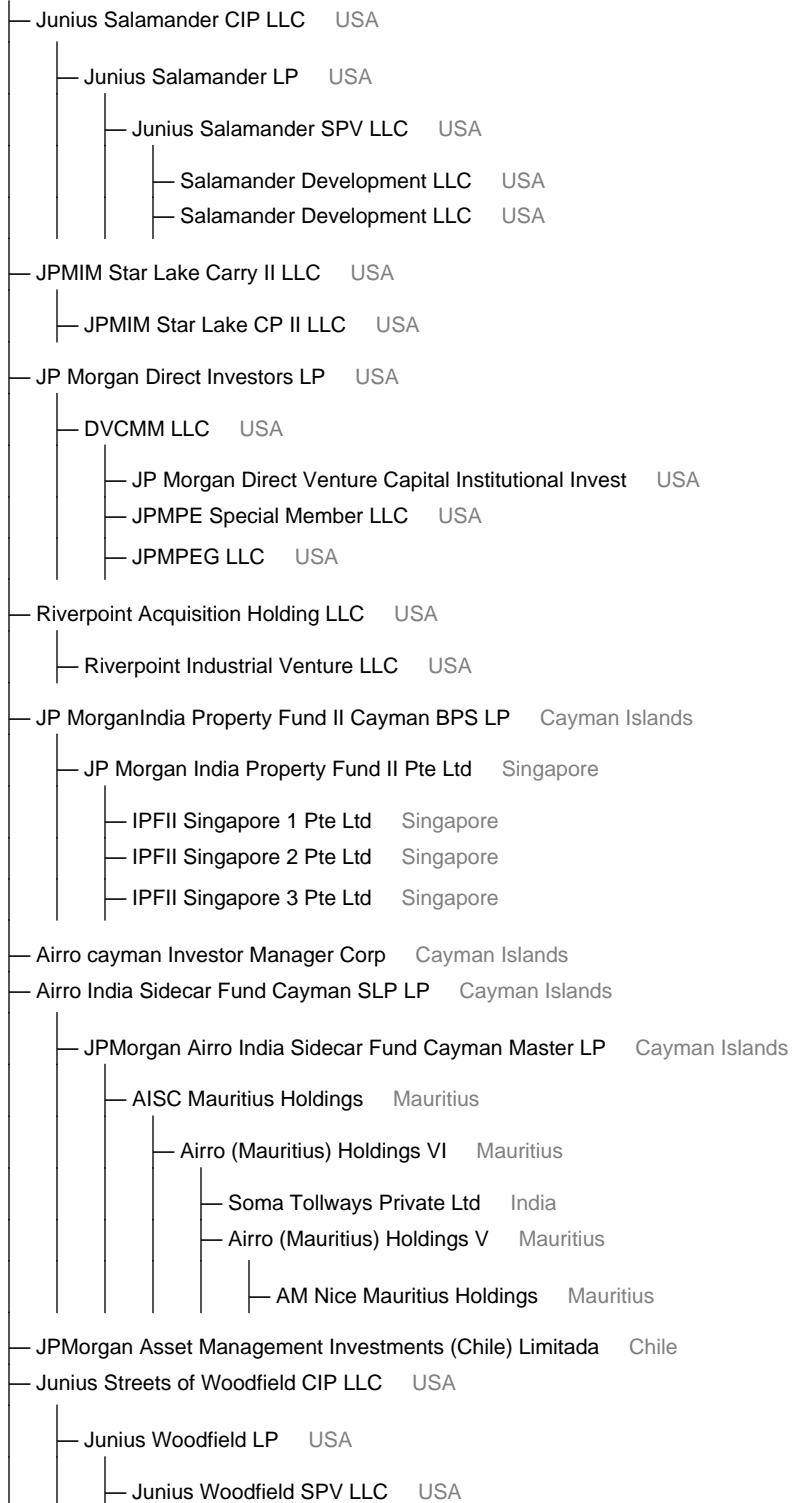 Junius Salamander CIP LLC USA
Junius Salamander LP USA
Junius Salamander SPV LLC USA
Salamander Development LLC USA
Salamander Development LLC USA
JPMIM Star Lake Carry II LLC USA
JPMIM Star Lake CP II LLC USA
JP Morgan Direct Investors LP USA
DVCMM LLC USA
JP Morgan Direct Venture Capital Institutional Invest USA
JPMPE Special Member LLC USA
JPMPEG LLC USA
Riverpoint Acquisition Holding LLC USA
Riverpoint Industrial Venture LLC USA
JP MorganIndia Property Fund II Cayman BPS LP Cayman Islands
JP Morgan India Property Fund II Pte Ltd Singapore
IPFII Singapore 1 Pte Ltd Singapore
IPFII Singapore 2 Pte Ltd Singapore
IPFII Singapore 3 Pte Ltd Singapore
Airro cayman Investor Manager Corp Cayman Islands
Airro India Sidecar Fund Cayman SLP LP Cayman Islands
JPMorgan Airro India Sidecar Fund Cayman Master LP Cayman Islands
AISC Mauritius Holdings Mauritius
Airro (Mauritius) Holdings VI Mauritius
Soma Tollways Private Ltd India
Airro (Mauritius) Holdings V Mauritius
AM Nice Mauritius Holdings Mauritius
JPMorgan Asset Management Investments (Chile) Limitada Chile
Junius Streets of Woodfield CIP LLC USA
Junius Woodfield LP USA
Junius Woodfield SPV LLC USA